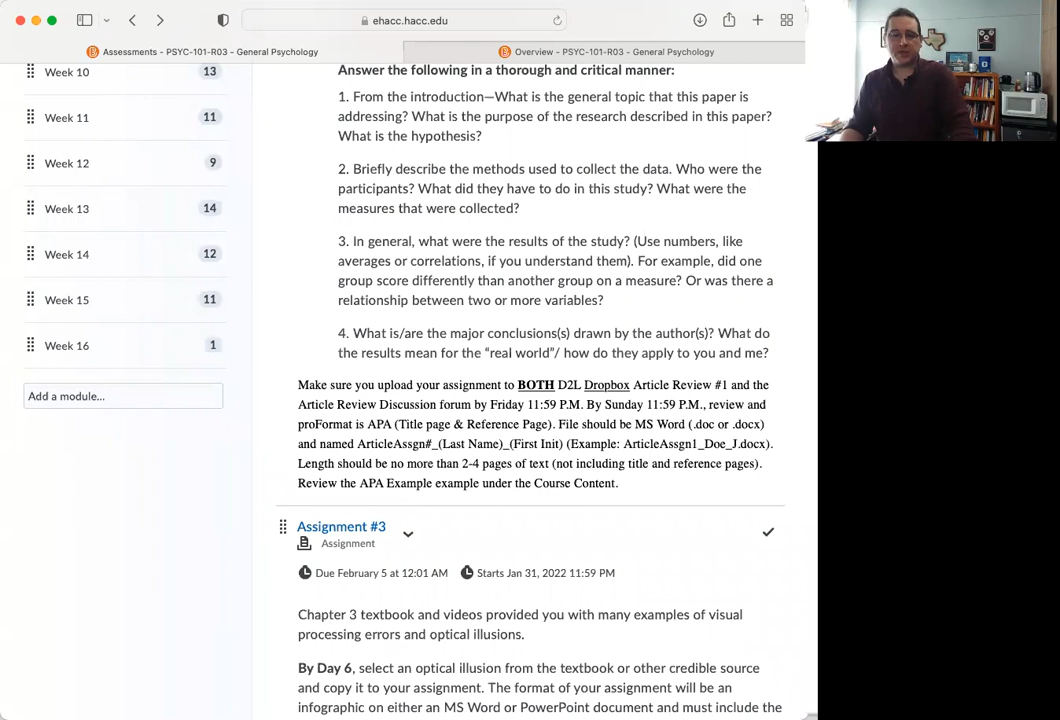 ehacc.hacc.edu
Assessments - PSYC-101-R03 - General Psychology
Overview - PSYC-101-R03 - General Psychology
Week 10 13
Week 11 11
Week 12 9
Week 13 14
Week 14 12
Week 15 11
Week 16 1
Add a module...
Answer the following in a thorough and critical manner:
1. From the introduction—What is the general topic that this paper is
addressing? What is the purpose of the research described in this paper?
What is the hypothesis?
2. Briefly describe the methods used to collect the data. Who were the
participants? What did they have to do in this study? What were the
measures that were collected?
3. In general, what were the results of the study? (Use numbers, like
averages or correlations, if you understand them). For example, did one
group score differently than another group on a measure? Or was there a
relationship between two or more variables?
4. What is/are the major conclusions(s) drawn by the author(s)? What do
the results mean for the “real world”/ how do they apply to you and me?
Make sure you upload your assignment to BOTH D2L Dropbox Article Review #1 and the
Article Review Discussion forum by Friday 11:59 P.M. By Sunday 11:59 P.M., review and
proFormat is APA (Title page & Reference Page). File should be MS Word (.doc or .docx)
and named ArticleAssgn#_(Last Name)_(First Init) (Example: ArticleAssgn1_Doe_J.docx).
Length should be no more than 2-4 pages of text (not including title and reference pages).
Review the APA Example example under the Course Content.
Assignment #3
Assignment
Due February 5 at 12:01 AM Starts Jan 31, 2022 11:59 PM
Chapter 3 textbook and videos provided you with many examples of visual
processing errors and optical illusions.
By Day 6, select an optical illusion from the textbook or other credible source
and copy it to your assignment. The format of your assignment will be an
infographic on either an MS Word or PowerPoint document and must include the